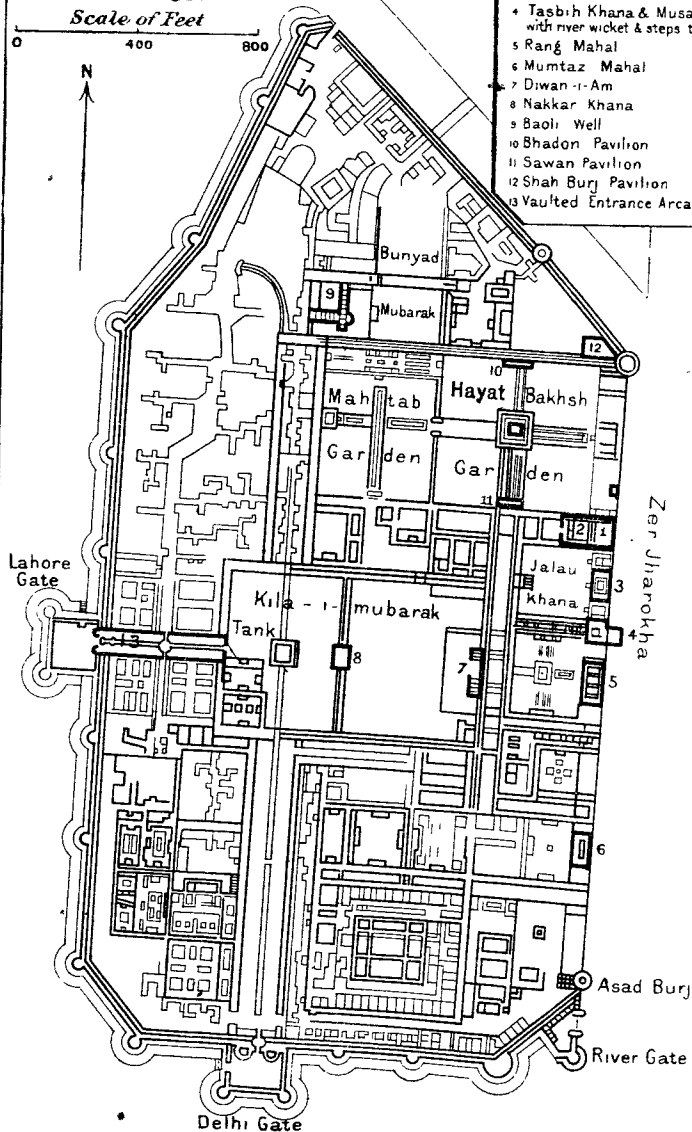 Scale of Feet
0 400 800
N
4 Tasbih Khana & Musa
with river wicket & steps t
5 Rang Mahal
6 Mumtaz Mahal
7 Diwan-i-Am
8 Nakkar Khana
9 Baoli Well
10 Bhadon Pavilion
11 Sawan Pavilion
12 Shah Burj Pavilion
13 Vaulted Entrance Arca
Bunyad
9
Mubarak
12
10
Mahtab
Hayat Bakhsh
Garden
Garden
11
2 1
Zer Jharokha
Jalau
Khana
3
Lahore
Gate
Kila-i-mubarak
Tank
4
13
8
7
5
6
Asad Burj
River Gate
Delhi Gate